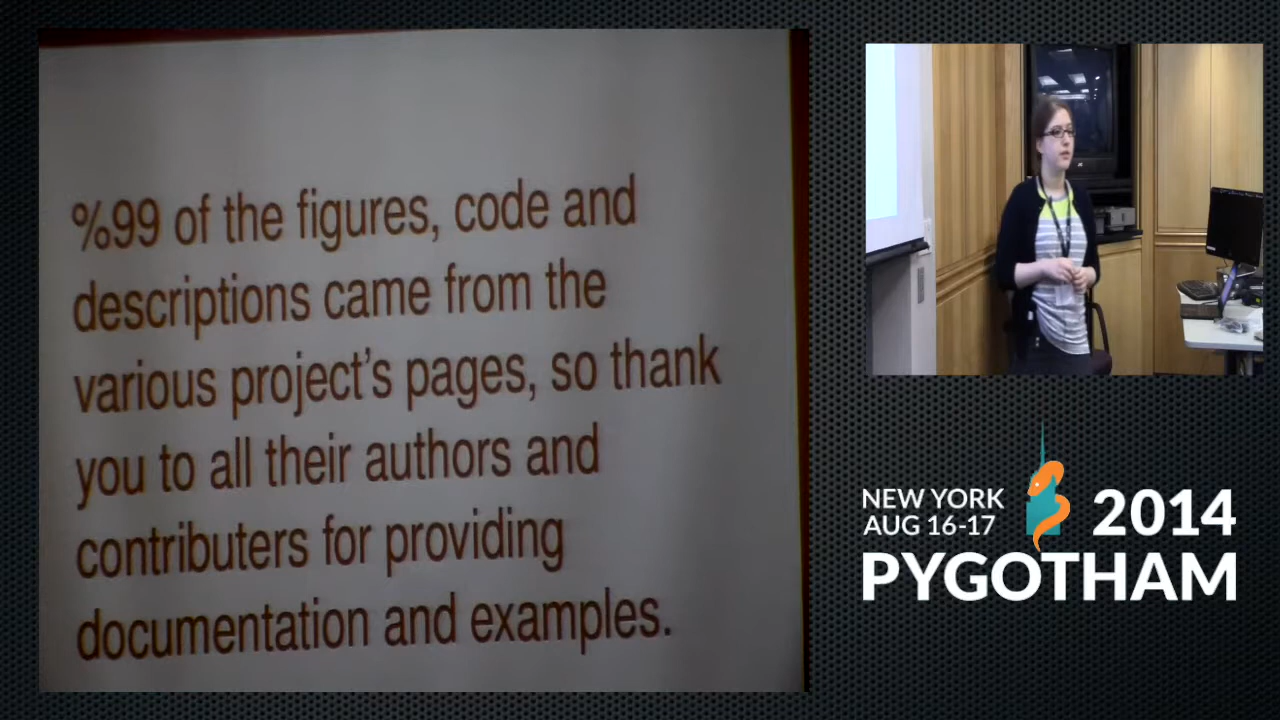 %99 of the figures, code and
descriptions came from the
various project's pages, so thank
you to all their authors and
contributers for providing
documentation and examples.
NEW YORK
AUG 16-17
2014
PYGOTHAM